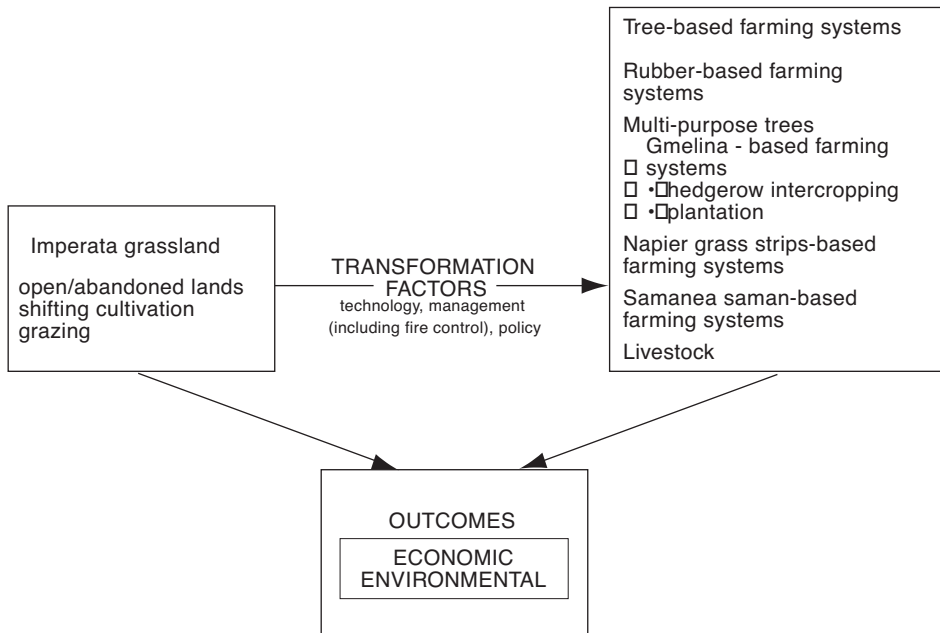 Imperata grassland
open/abandoned lands
shifting cultivation
grazing
TRANSFORMATION
FACTORS
technology, management
(including fire control), policy
Tree-based farming systems
Rubber-based farming
systems
Multi-purpose trees
Gmelina - based farming
□ systems
□ •□hedgerow intercropping
□ •□plantation
Napier grass strips-based
farming systems
Samanea saman-based
farming systems
Livestock
OUTCOMES
ECONOMIC
ENVIRONMENTAL